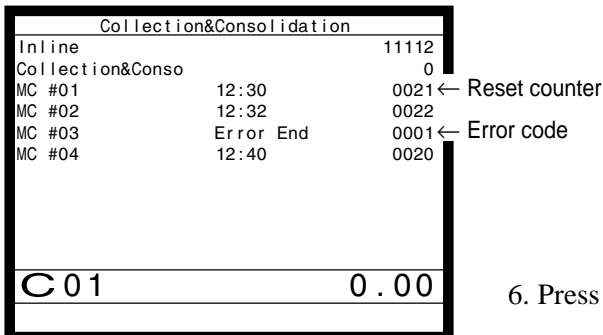 Collection&Consolidation
Inline 11112
Collection&Conso 0
MC #01 12:30 0021 ← Reset counter
MC #02 12:32 0022
MC #03 Error End 0001 ← Error code
MC #04 12:40 0020
C01 0.00
6. Press